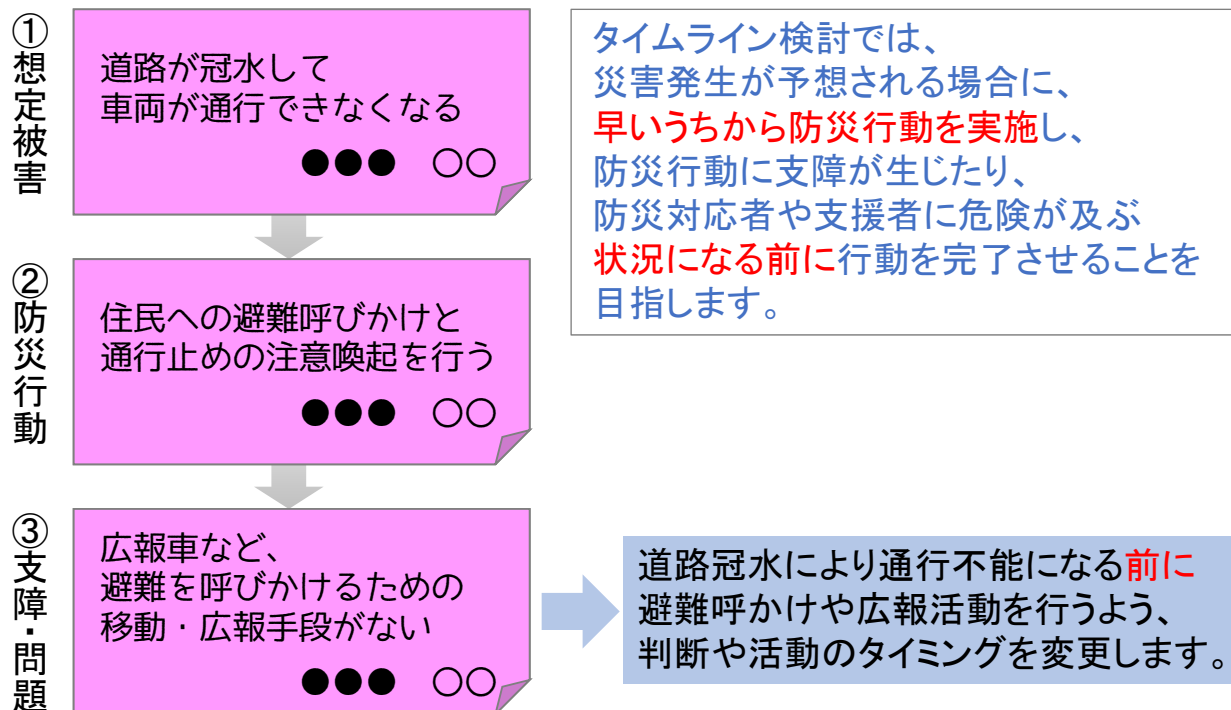 ①想定被害
道路が冠水して
車両が通行できなくなる
●●●　○○
タイムライン検討では、
災害発生が予想される場合に、
早いうちから防災行動を実施し、
防災行動に支障が生じたり、
防災対応者や支援者に危険が及ぶ
状況になる前に行動を完了させることを
目指します。
②防災行動
住民への避難呼びかけと
通行止めの注意喚起を行う
●●●　○○
③支障・問題
広報車など、
避難を呼びかけるための
移動・広報手段がない
●●●　○○
道路冠水により通行不能になる前に
避難呼かけや広報活動を行うよう、
判断や活動のタイミングを変更します。